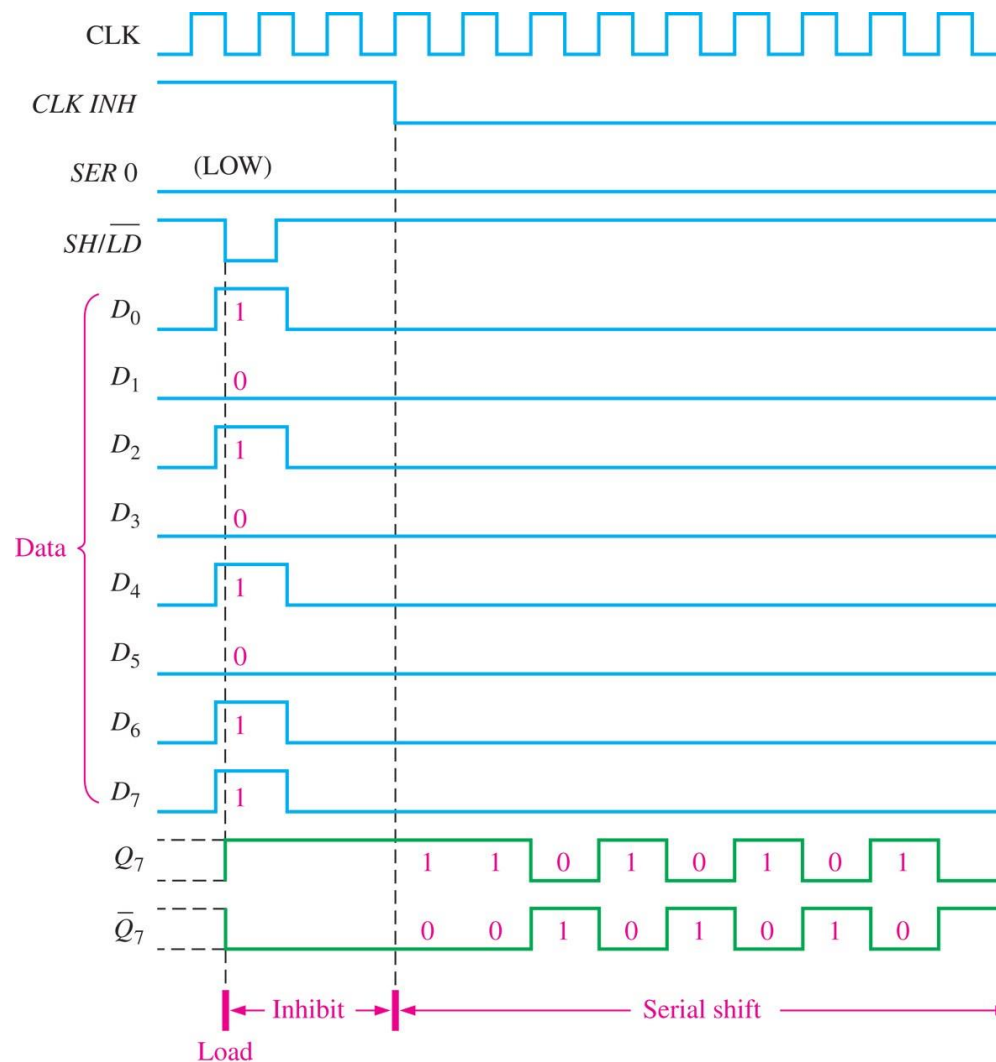 CLK
CLK INH
SER 0 (LOW)
SH/L̅D̅
D₀ 1
D₁ 0
D₂ 1
D₃ 0
Data
D₄ 1
D₅ 0
D₆ 1
D₇ 1
Q₇ 1 1 0 1 0 1 0 1
Q̅₇ 0 0 1 0 1 0 1 0
Inhibit Serial shift
Load